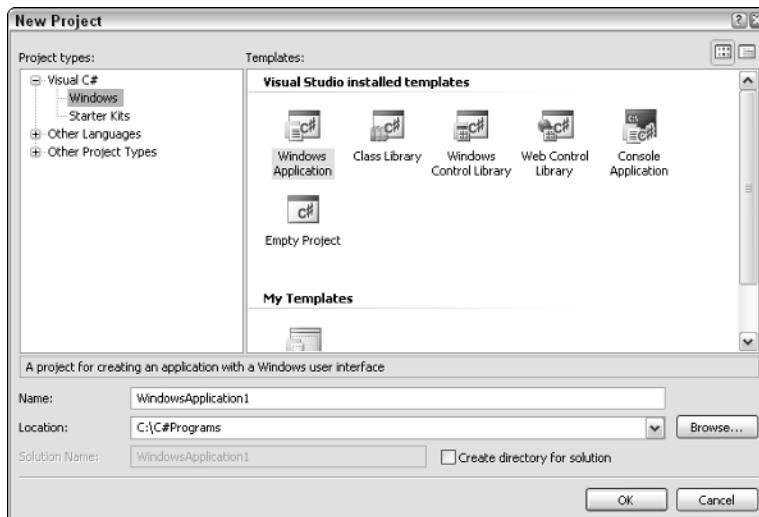 New Project
Project types:
Templates:
Visual C#
Windows
Starter Kits
Other Languages
Other Project Types
Visual Studio installed templates
Windows Application
Class Library
Windows Control Library
Web Control Library
Console Application
Empty Project
My Templates
A project for creating an application with a Windows user interface
Name:
WindowsApplication1
Location:
C:\C#Programs
Browse...
Solution Name:
WindowsApplication1
Create directory for solution
OK
Cancel